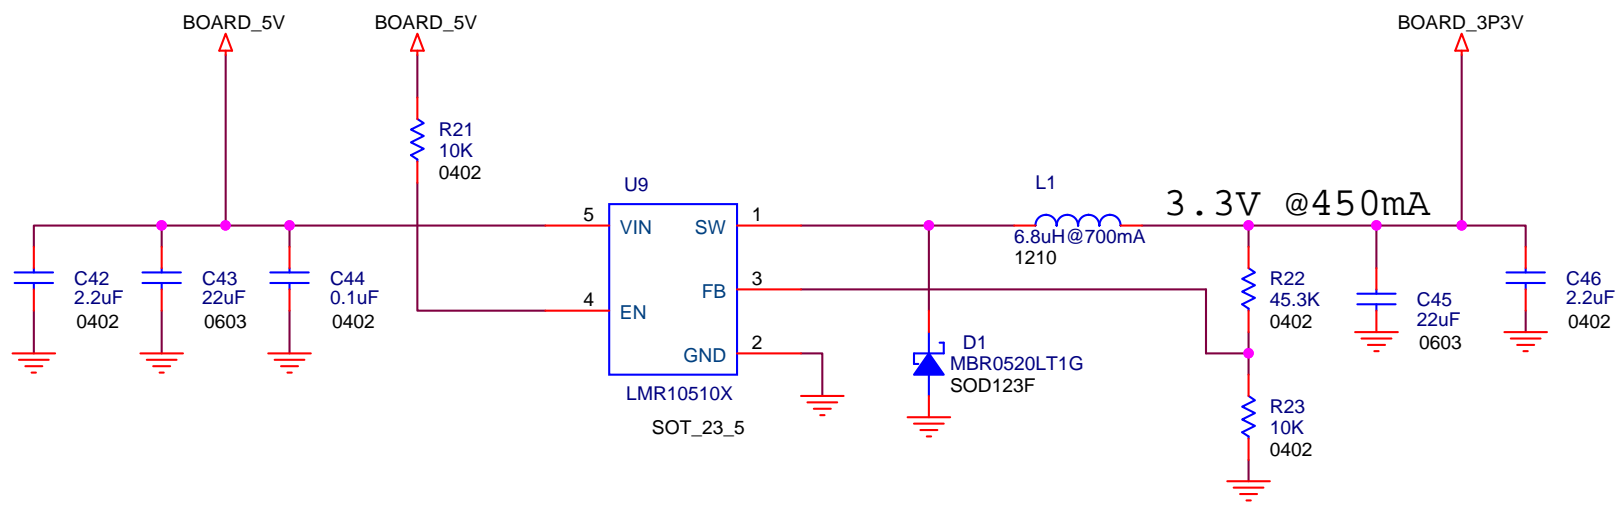 BOARD_5V
BOARD_5V
BOARD_3P3V
R21
10K
0402
U9
L1
3.3V @450mA
5
VIN
SW
1
6.8uH@700mA
1210
C42
2.2uF
0402
C43
22uF
0603
C44
0.1uF
0402
4
EN
FB
3
R22
45.3K
0402
C45
22uF
0603
C46
2.2uF
0402
GND
2
D1
MBR0520LT1G
SOD123F
LMR10510X
SOT_23_5
R23
10K
0402